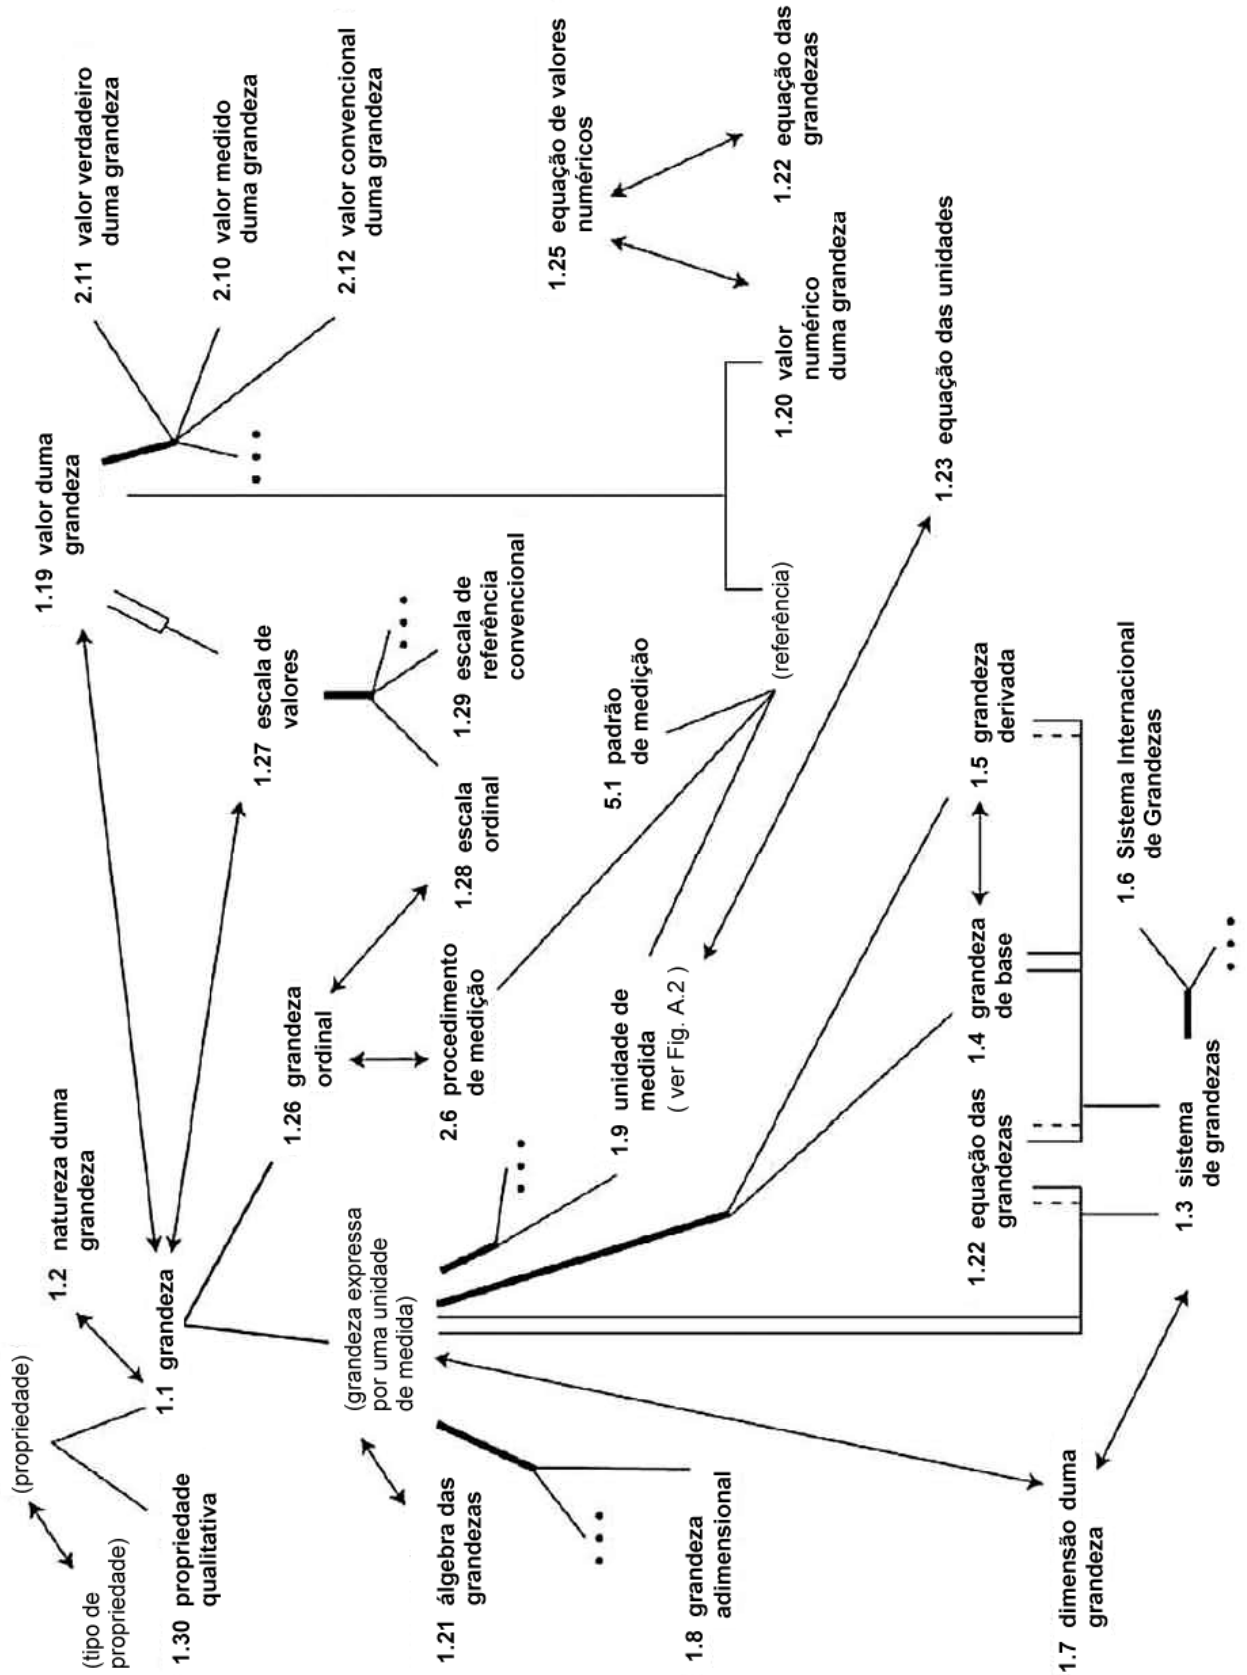 (propriedade)
(tipo de
propriedade)
1.30 propriedade
qualitativa
1.1 grandeza
1.2 natureza duma
grandeza
1.19 valor duma
grandeza
2.11 valor verdadeiro
duma grandeza
2.10 valor medido
duma grandeza
2.12 valor convencional
duma grandeza
1.27 escala de
valores
1.26 grandeza
ordinal
1.28 escala
ordinal
1.29 escala de
referência
convencional
(grandeza expressa
por uma unidade
de medida)
1.21 álgebra das
grandezas
2.6 procedimento
de medição
5.1 padrão
de medição
1.25 equação de valores
numéricos
1.8 grandeza
adimensional
1.9 unidade de
medida
( ver Fig. A.2 )
(referência)
1.20 valor
numérico
duma grandeza
1.22 equação das
grandezas
1.23 equação das unidades
1.22 equação das
grandezas
1.4 grandeza
de base
1.5 grandeza
derivada
1.7 dimensão duma
grandeza
1.3 sistema
de grandezas
1.6 Sistema Internacional
de Grandezas